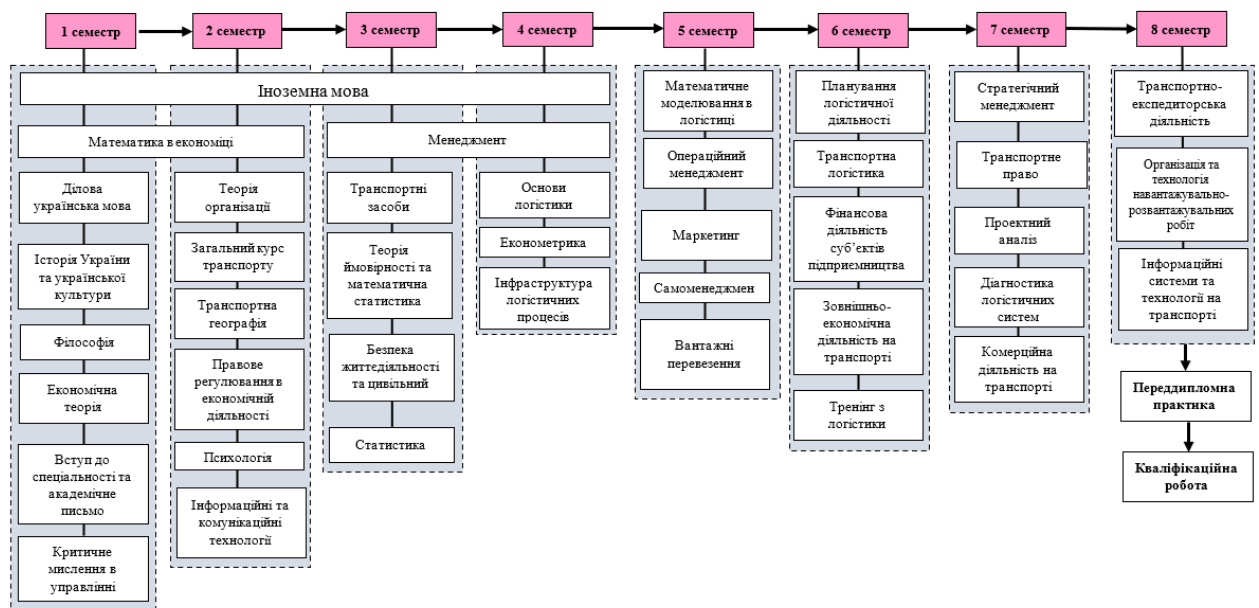 1 семестр
2 семестр
3 семестр
4 семестр
5 семестр
6 семестр
7 семестр
8 семестр
Іноземна мова
Математика в економіці
Менеджмент
Ділова
українська мова
Історія України
та української
культури
Філософія
Економічна
теорія
Вступ до
спеціальності та
академічне
письмо
Критичне
мислення в
управлінні
Теорія
організації
Загальний курс
транспорту
Транспортна
географія
Правове
регулювання в
економічній
діяльності
Психологія
Інформаційні та
комунікаційні
технології
Транспортні
засоби
Теорія
ймовірності та
математична
статистика
Безпека
життєдіяльності
та цивільний
Статистика
Основи
логістики
Економетрика
Інфраструктура
логістичних
процесів
Математичне
моделювання в
логістиці
Операційний
менеджмент
Маркетинг
Самоменеджмен
Вантажні
перевезення
Планування
логістичної
діяльності
Транспортна
логістика
Фінансова
діяльність
суб’єктів
підприємництва
Зовнішньо-
економічна
діяльність на
транспорті
Тренінг з
логістики
Стратегічний
менеджмент
Транспортне
право
Проектний
аналіз
Діагностика
логістичних
систем
Комерційна
діяльність на
транспорті
Транспортно-
експедиторська
діяльність
Організація та
технологія
навантажувально-
розвантажувальних
робіт
Інформаційні
системи та
технології на
транспорті
Переддипломна
практика
Кваліфікаційна
робота